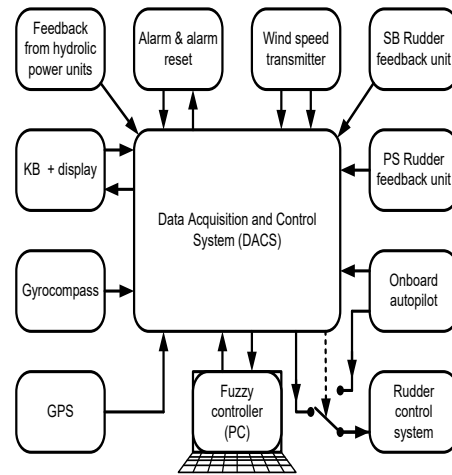 Feedback
from hydrolic
power units
Alarm & alarm
reset
Wind speed
transmitter
SB Rudder
feedback unit
KB + display
PS Rudder
feedback unit
Data Acquisition and Control
System (DACS)
Gyrocompass
Onboard
autopilot
GPS
Fuzzy
controller
(PC)
Rudder
control
system